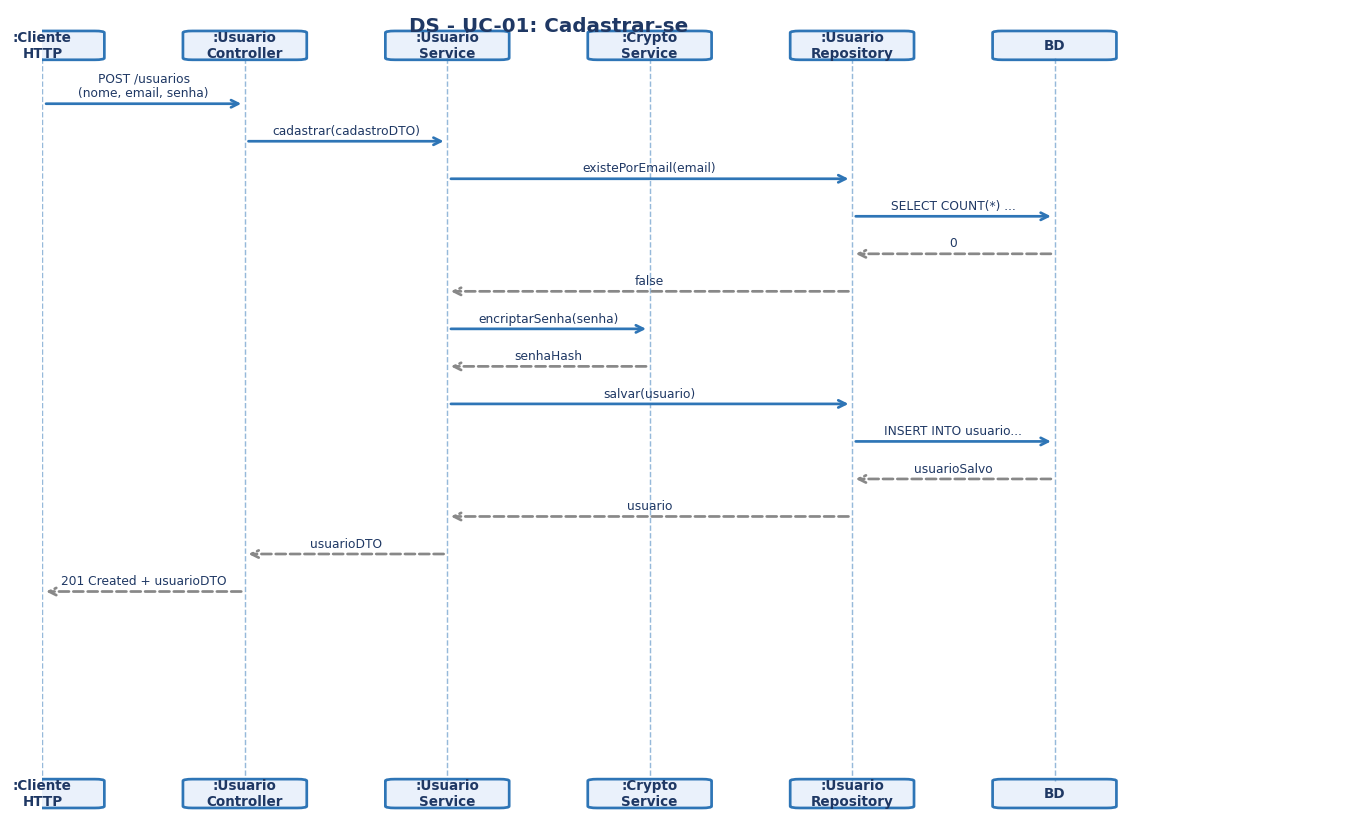 DS - UC-01: Cadastrar-se
:Cliente
HTTP
:Usuario
Controller
:Usuario
Service
:Crypto
Service
:Usuario
Repository
BD
POST /usuarios
(nome, email, senha)
cadastrar(cadastroDTO)
existePorEmail(email)
SELECT COUNT(*) ...
0
false
encriptarSenha(senha)
senhaHash
salvar(usuario)
INSERT INTO usuario...
usuarioSalvo
usuario
usuarioDTO
201 Created + usuarioDTO
:Cliente
HTTP
:Usuario
Controller
:Usuario
Service
:Crypto
Service
:Usuario
Repository
BD